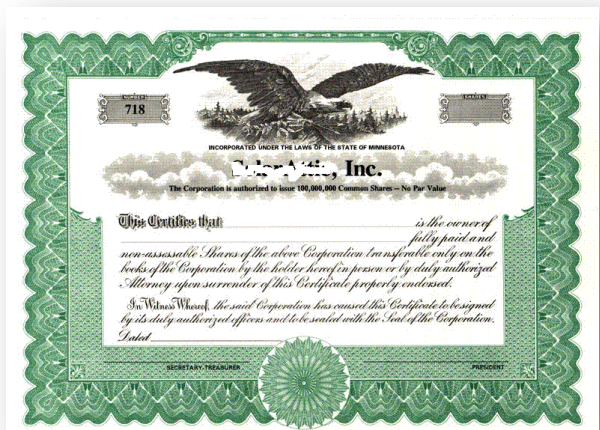 718
INCORPORATED UNDER THE LAWS OF THE STATE OF MINNESOTA
SolarAttic, Inc.
The Corporation is authorized to issue 100,000,000 Common Shares – No Par Value
This Certifies that is the owner of
fully paid and
non-assessable Shares of the above Corporation transferable only on the
books of the Corporation by the holder hereof in person or by duly authorized
Attorney upon surrender of this Certificate properly endorsed.
In Witness Whereof, the said Corporation has caused this Certificate to be signed
by its duly authorized officers and to be sealed with the Seal of the Corporation.
Dated
SECRETARY-TREASURER PRESIDENT